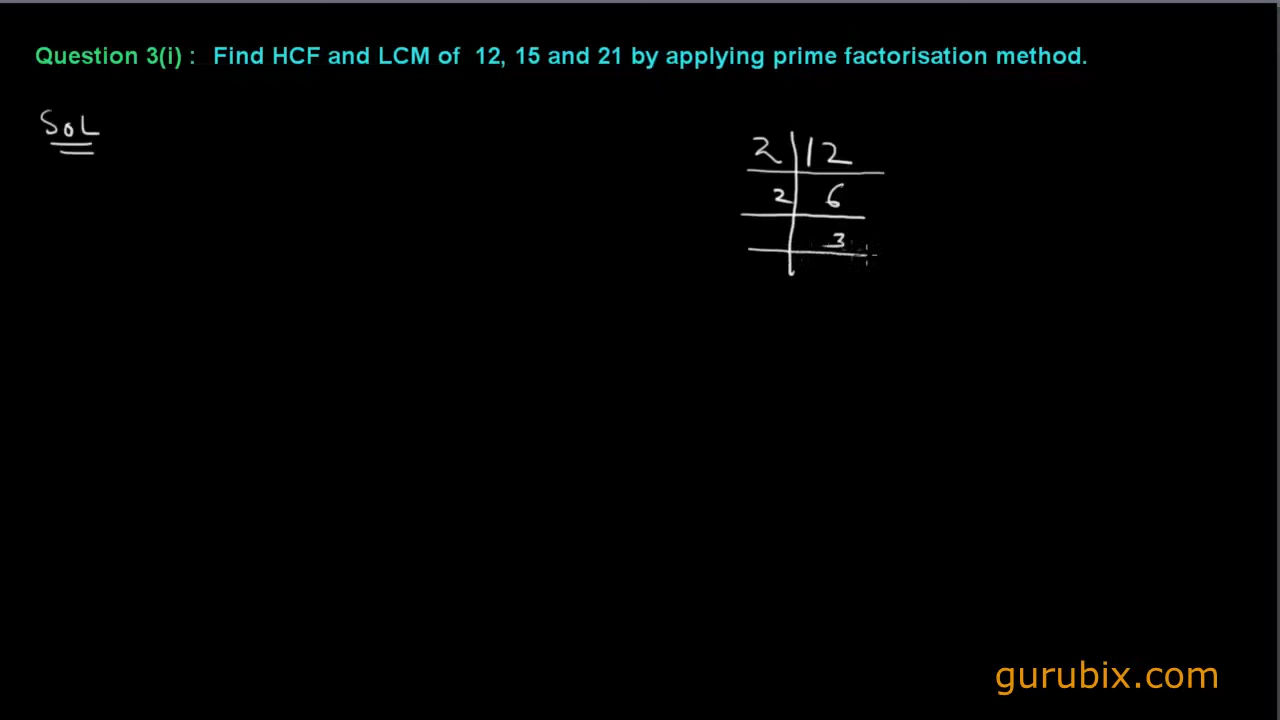 Question 3(i) : Find HCF and LCM of 12, 15 and 21 by applying prime factorisation method.
SOL
2 12
2 6
3
gurubix.com